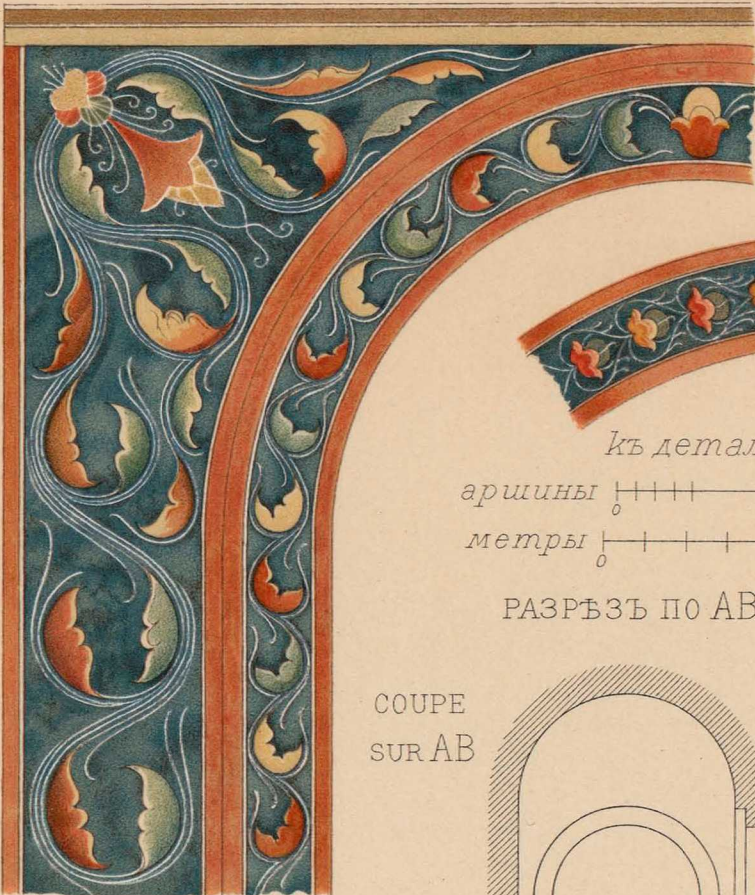 къ детал
аршины
0
метры
0
РАЗРѢЗЪ ПО АВ
COUPE
SUR AB